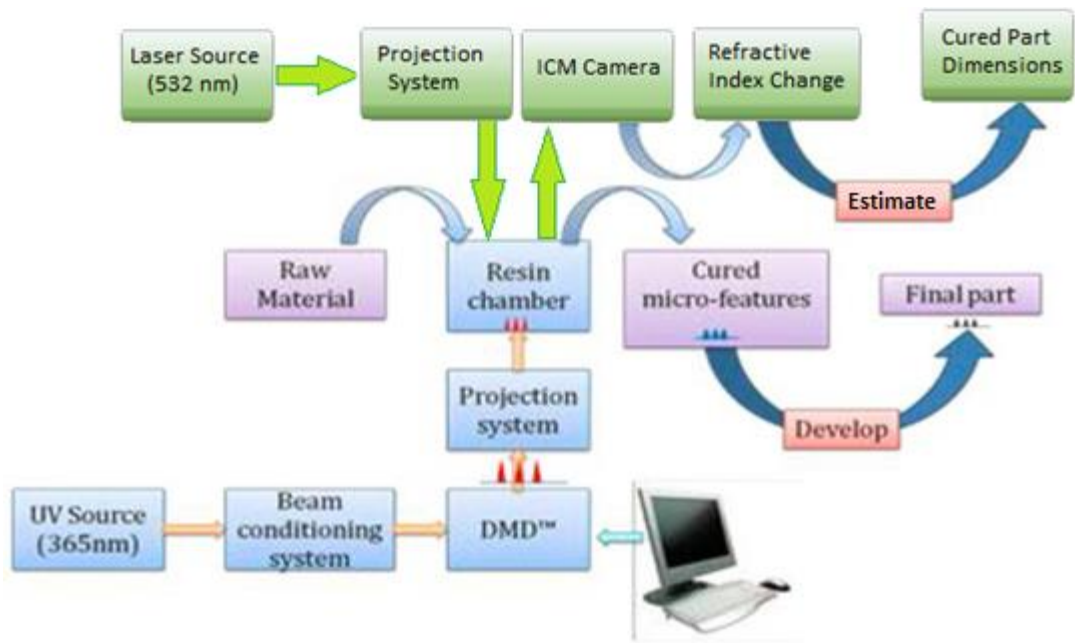 Laser Source
(532 nm)
Projection
System
ICM Camera
Refractive
Index Change
Cured Part
Dimensions
Estimate
Raw
Material
Resin
chamber
Cured
micro-features
Final part
Projection
system
Develop
UV Source
(365nm)
Beam
conditioning
system
DMD™